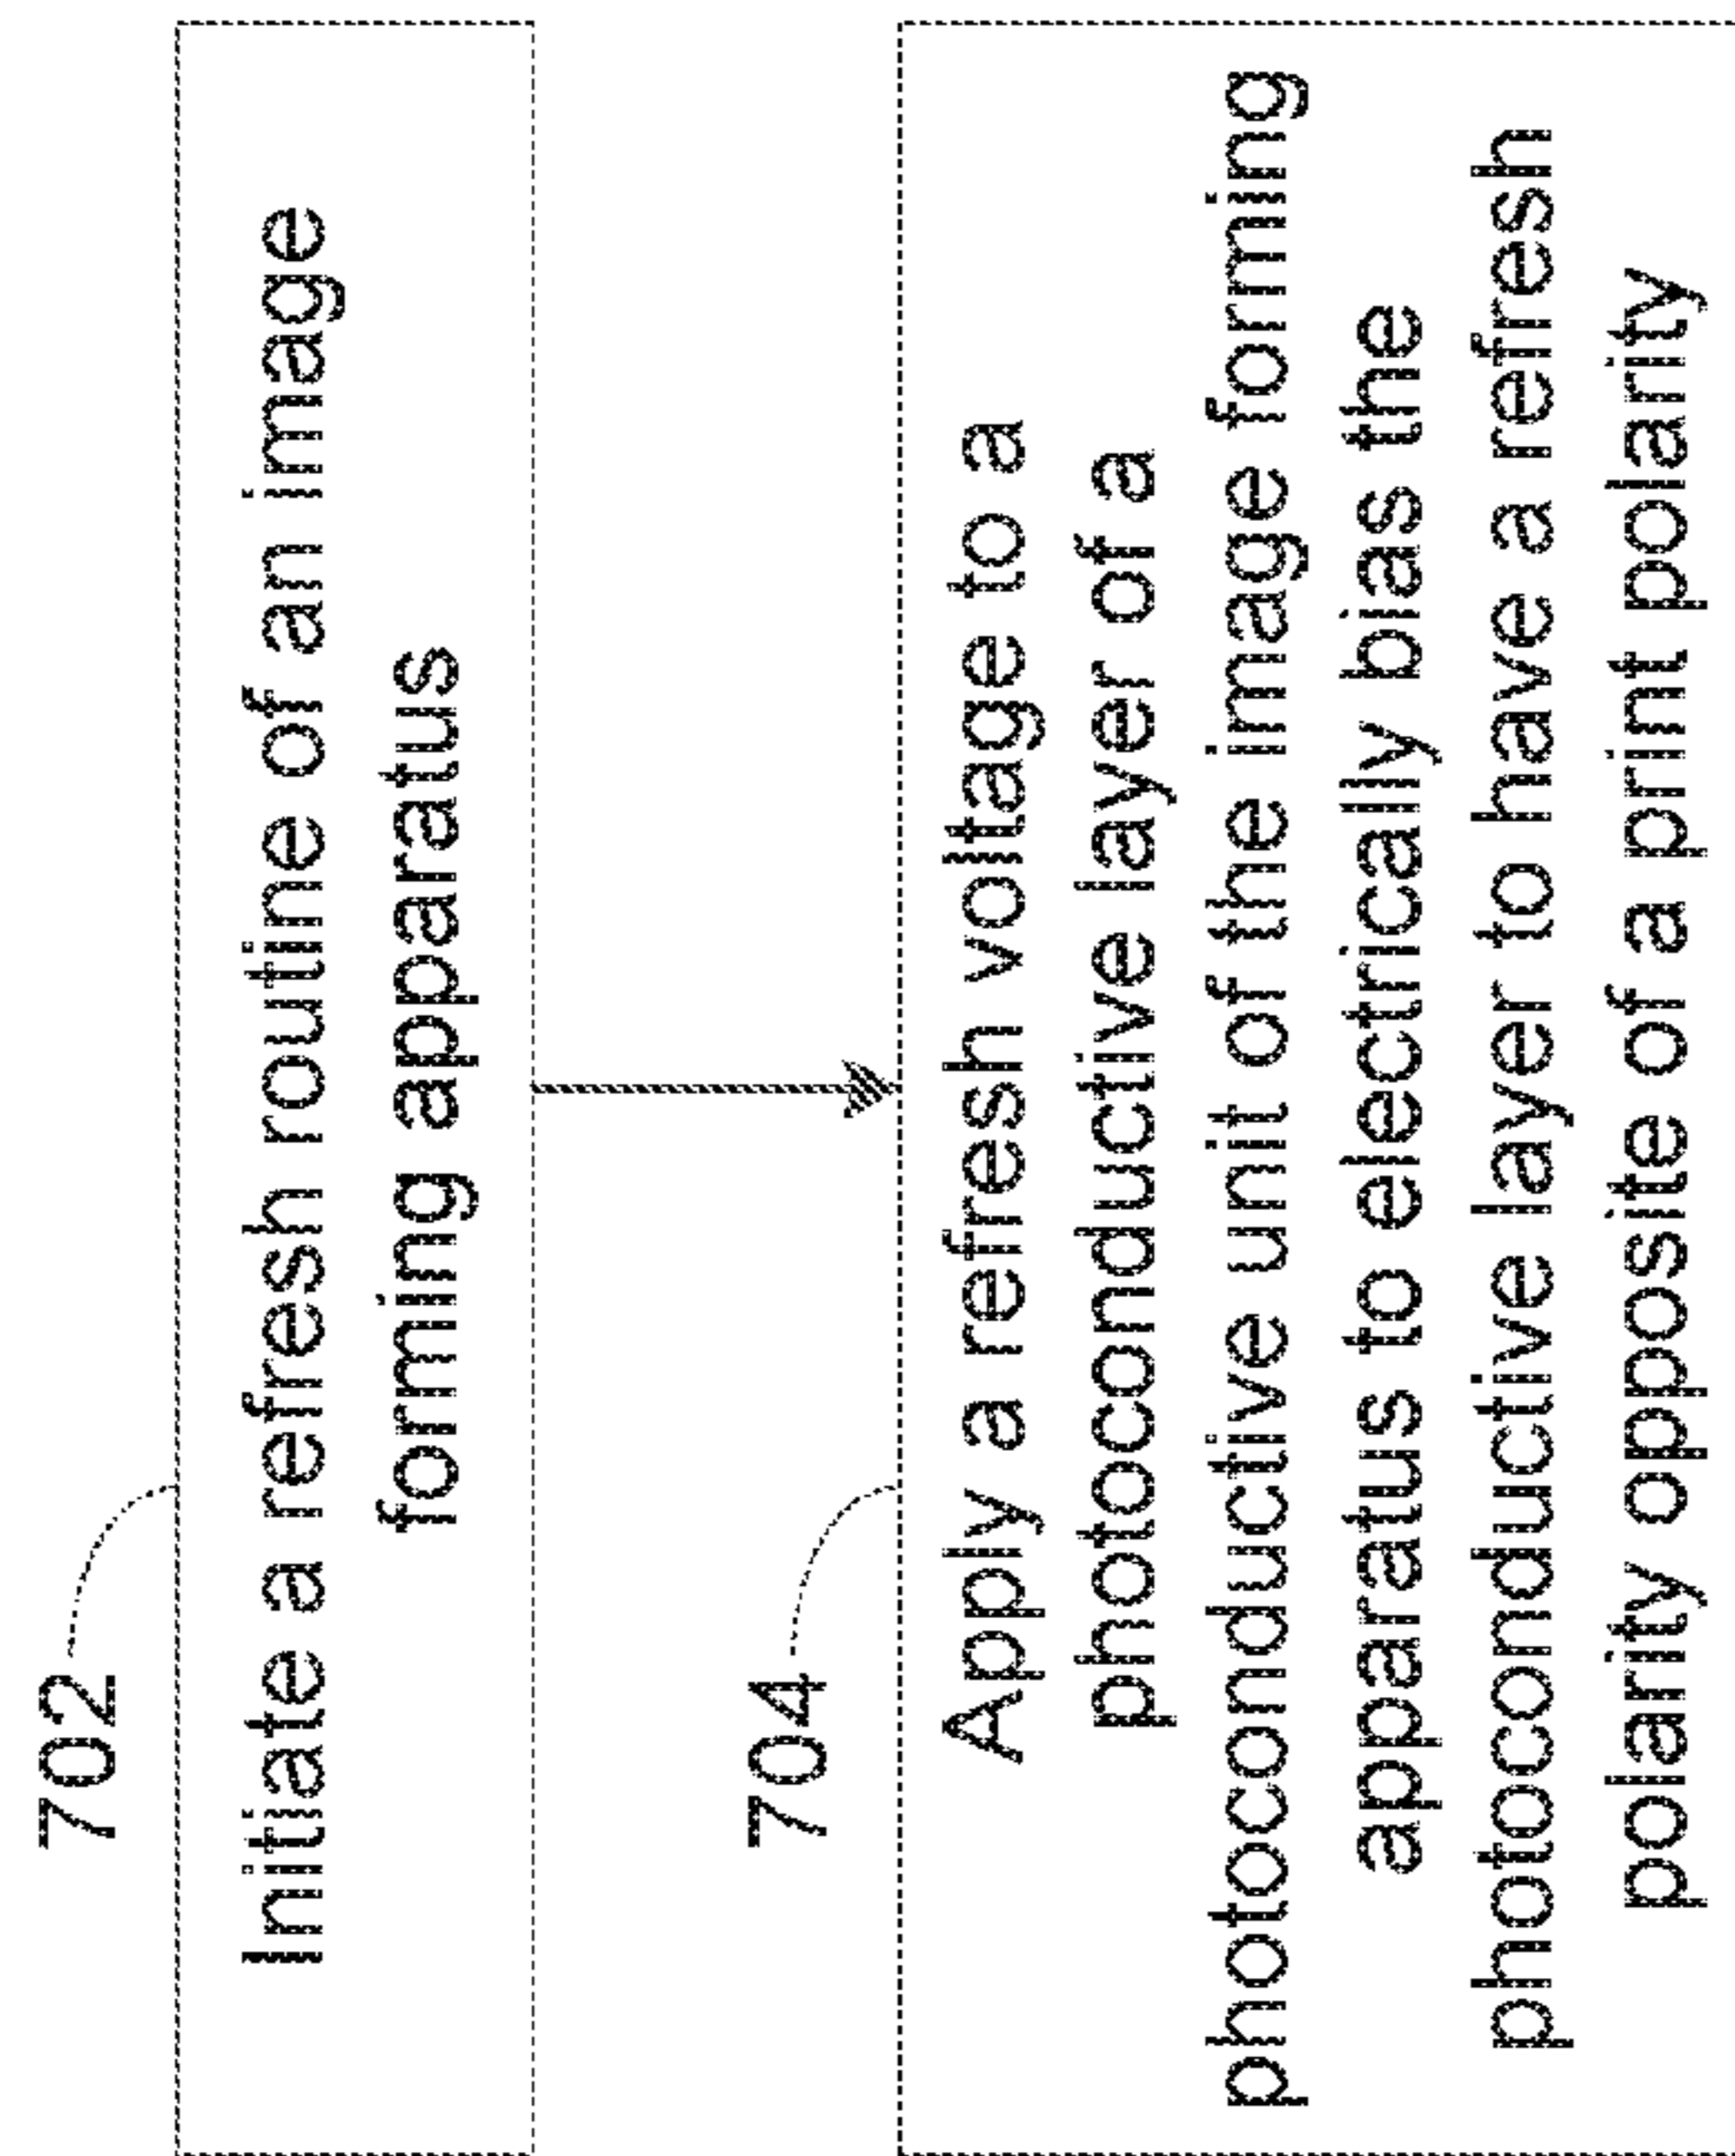 702
Initiate a refresh routine of an image
forming apparatus
704
Apply a refresh voltage to a
photoconductive layer of a
photoconductive unit of the image forming
apparatus to electrically bias the
photoconductive layer to have a refresh
polarity opposite of a print polarity